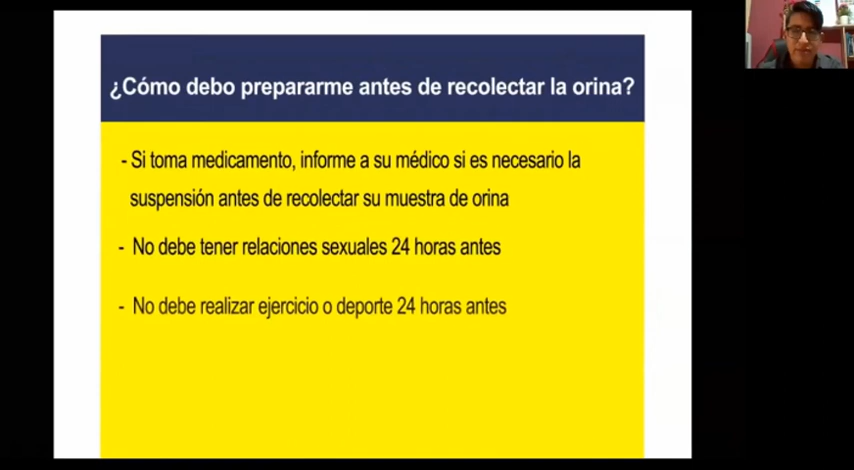 ¿Cómo debo prepararme antes de recolectar la orina?
- Si toma medicamento, informe a su médico si es necesario la
suspensión antes de recolectar su muestra de orina
- No debe tener relaciones sexuales 24 horas antes
- No debe realizar ejercicio o deporte 24 horas antes